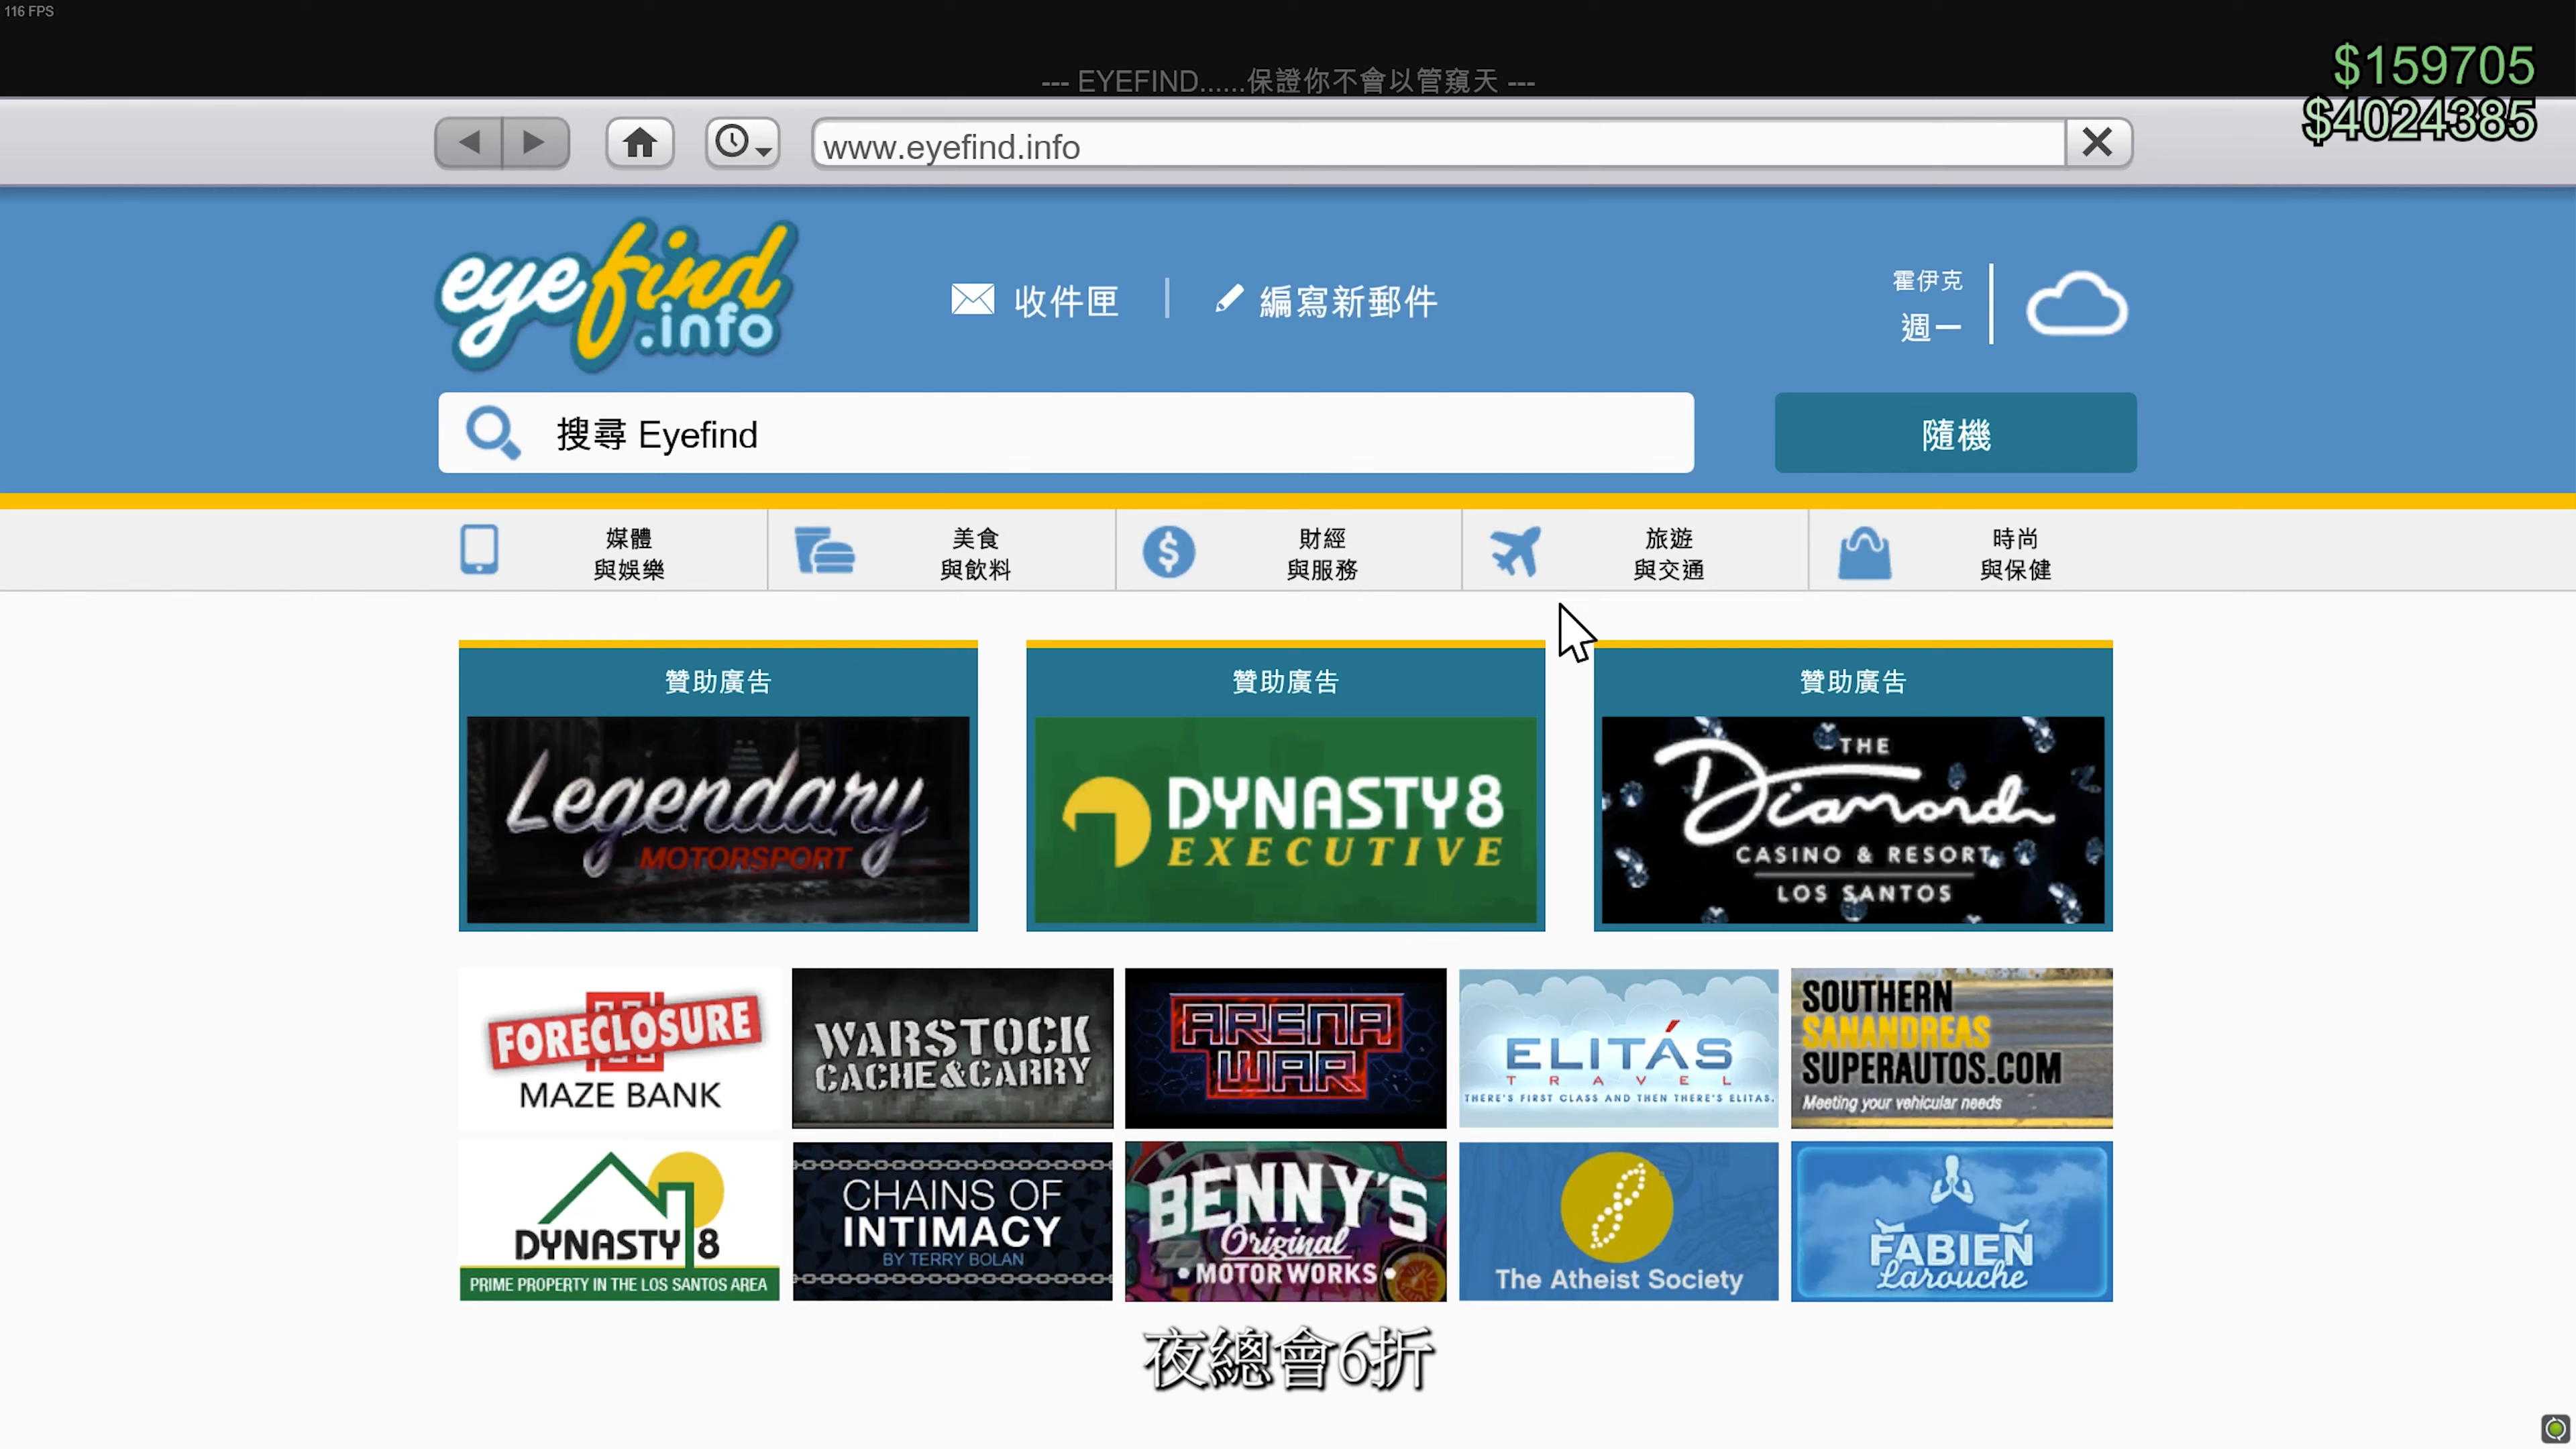 116 FPS
$159705
$4024385
--- EYEFIND......保證你不會以管窺天 ---
www.eyefind.info
eyefind
.info
收件匣
編寫新郵件
霍伊克
週一
搜尋 Eyefind
隨機
媒體
與娛樂
美食
與飲料
財經
與服務
旅遊
與交通
時尚
與保健
贊助廣告
Legendary
MOTORSPORT
贊助廣告
DYNASTY8
EXECUTIVE
贊助廣告
THE
Diamond
CASINO & RESORT
LOS SANTOS
FORECLOSURE
MAZE BANK
WARSTOCK
CACHE&CARRY
ARENA
WAR
ELITÁS
TRAVEL
THERE'S FIRST CLASS AND THEN THERE'S ELITAS.
SOUTHERN
SANANDREAS
SUPERAUTOS.COM
Meeting your vehicular needs
DYNASTY 8
PRIME PROPERTY IN THE LOS SANTOS AREA
CHAINS OF
INTIMACY
BY TERRY BOLAN
BENNY'S
Original
MOTOR WORKS
The Atheist Society
FABIEN
Larouche
夜總會6折